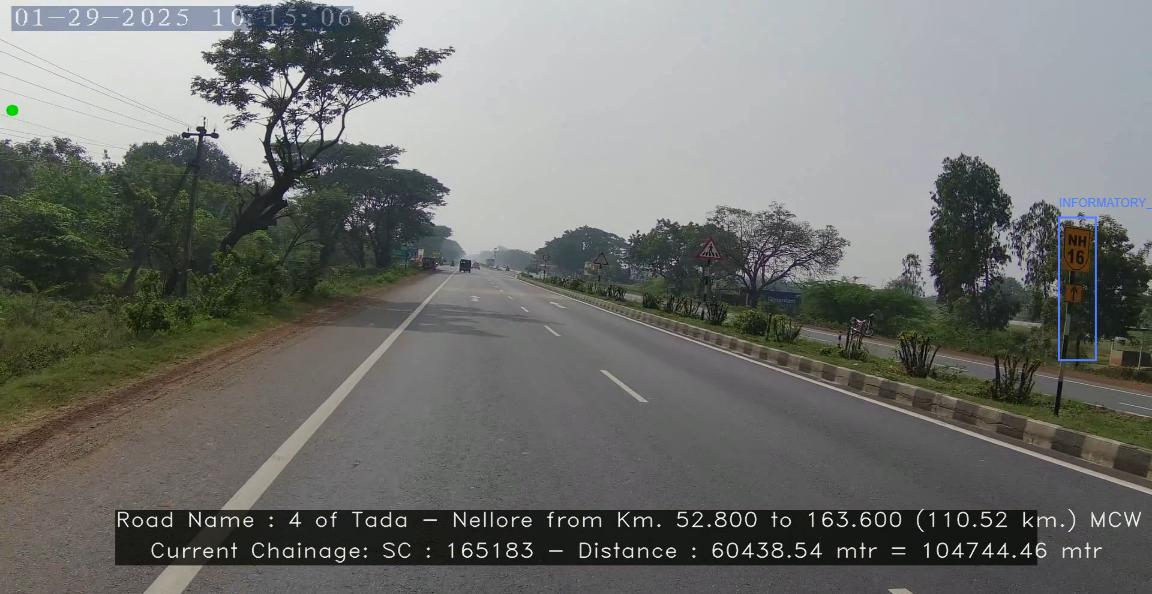 01-29-2025 10:15:06
INFORMATORY_
NH
16
Road Name : 4 of Tada - Nellore from Km. 52.800 to 163.600 (110.52 km.) MCW
Current Chainage: SC : 165183 - Distance : 60438.54 mtr = 104744.46 mtr